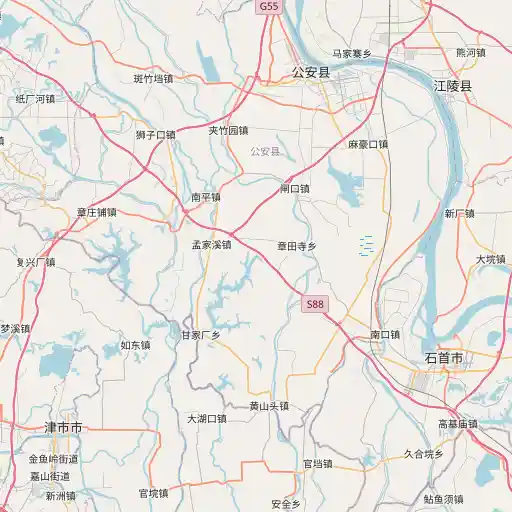 G55
马家寨乡
熊河镇
公安县
斑竹垱镇
江陵县
纸厂河镇
狮子口镇
夹竹园镇
麻豪口镇
镇
公安县
闸口镇
南平镇
章庄铺镇
新厂镇
孟家溪镇
章田寺乡
复兴厂镇
大垸镇
S88
梦溪镇
甘家厂乡
南口镇
如东镇
石首市
黄山头镇
大湖口镇
津市市
高基庙镇
久合垸乡
金鱼岭街道
官垱镇
嘉山街道
新洲镇
官垸镇
鲇鱼须镇
安全乡